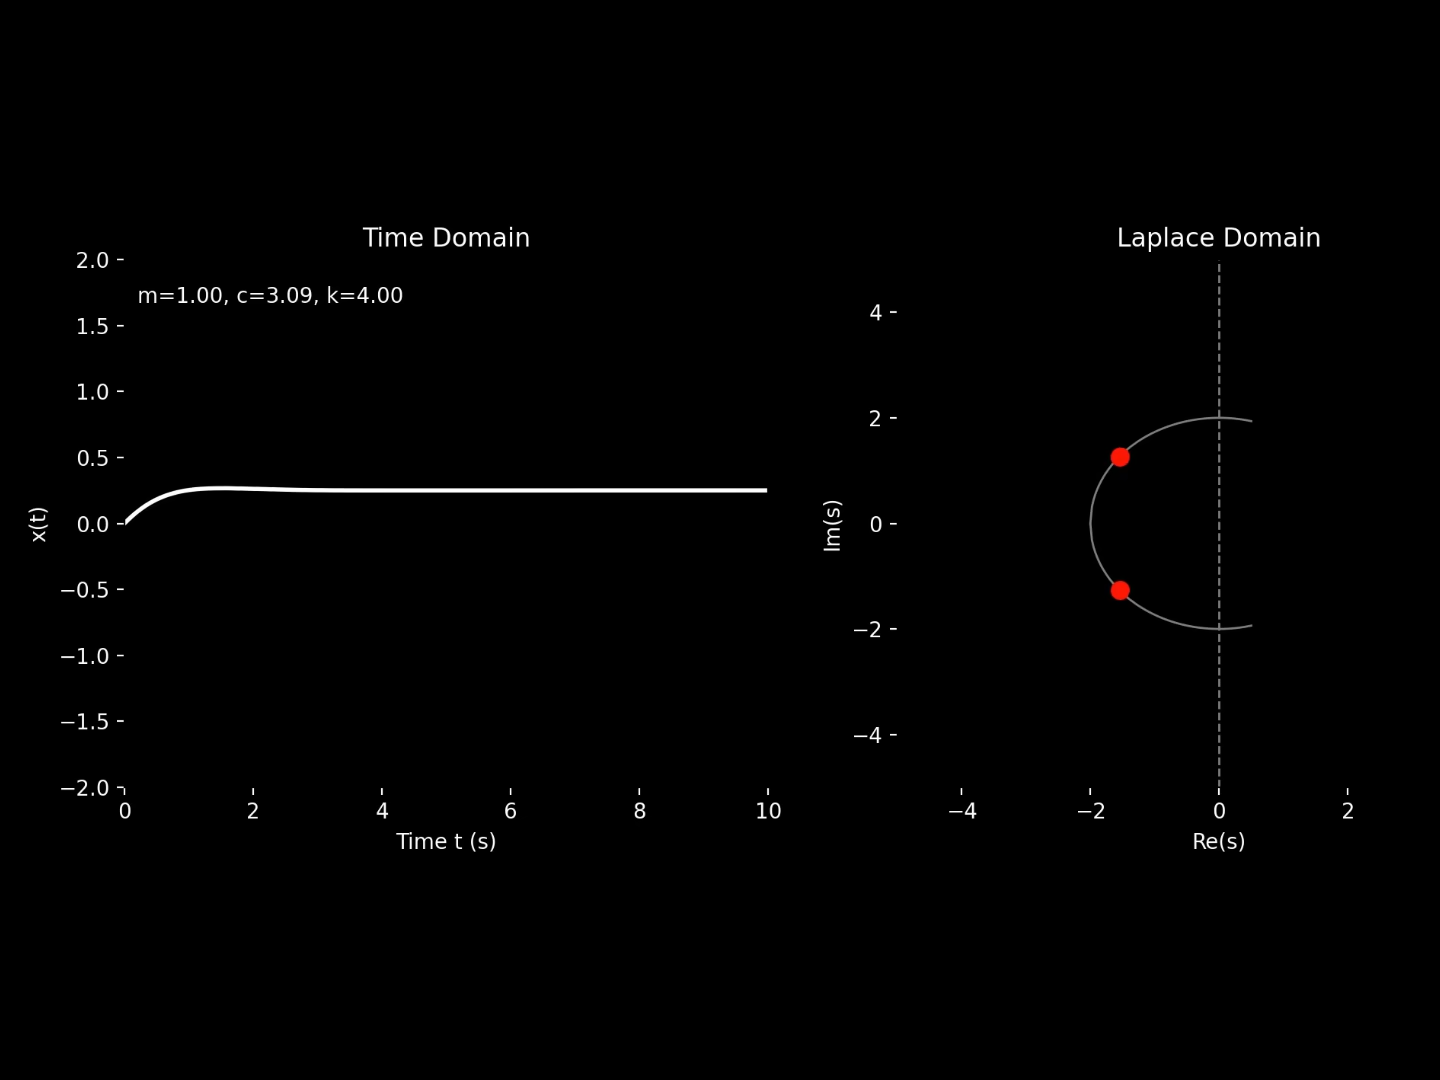 Time Domain
m=1.00, c=3.09, k=4.00
x(t)
2.0
1.5
1.0
0.5
0.0
−0.5
−1.0
−1.5
−2.0
0 2 4 6 8 10
Time t (s)
Laplace Domain
Im(s)
4
2
0
−2
−4
−4 −2 0 2
Re(s)